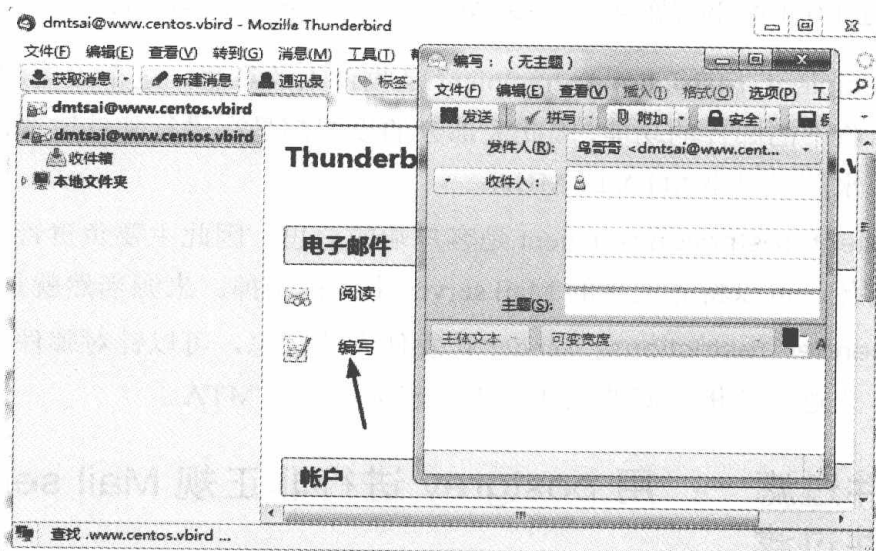 dmtsai@www.centos.vbird - Mozilla Thunderbird
文件(F) 编辑(E) 查看(V) 转到(G) 消息(M) 工具(T)
获取消息 新建消息 通讯录 标签
dmtsai@www.centos.vbird
dmtsai@www.centos.vbird
收件箱
本地文件夹
Thunderb
电子邮件
阅读
编写
帐户
查找 .www.centos.vbird ...
编写：（无主题）
文件(F) 编辑(E) 查看(V) 插入(I) 格式(O) 选项(P) 工
发送 拼写 附加 安全
发件人(R): 鸟哥哥 <dmtsai@www.cent...
收件人：
主题(S):
主体文本 可变宽度